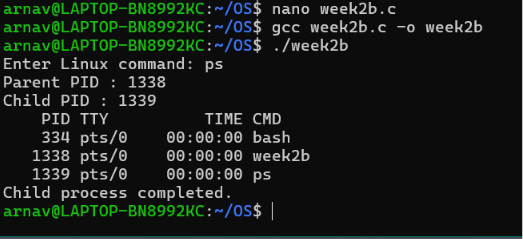 arnav@LAPTOP-BN8992KC:~/OS$ nano week2b.c
arnav@LAPTOP-BN8992KC:~/OS$ gcc week2b.c -o week2b
arnav@LAPTOP-BN8992KC:~/OS$ ./week2b
Enter Linux command: ps
Parent PID : 1338
Child PID : 1339
    PID TTY          TIME CMD
    334 pts/0    00:00:00 bash
   1338 pts/0    00:00:00 week2b
   1339 pts/0    00:00:00 ps
Child process completed.
arnav@LAPTOP-BN8992KC:~/OS$